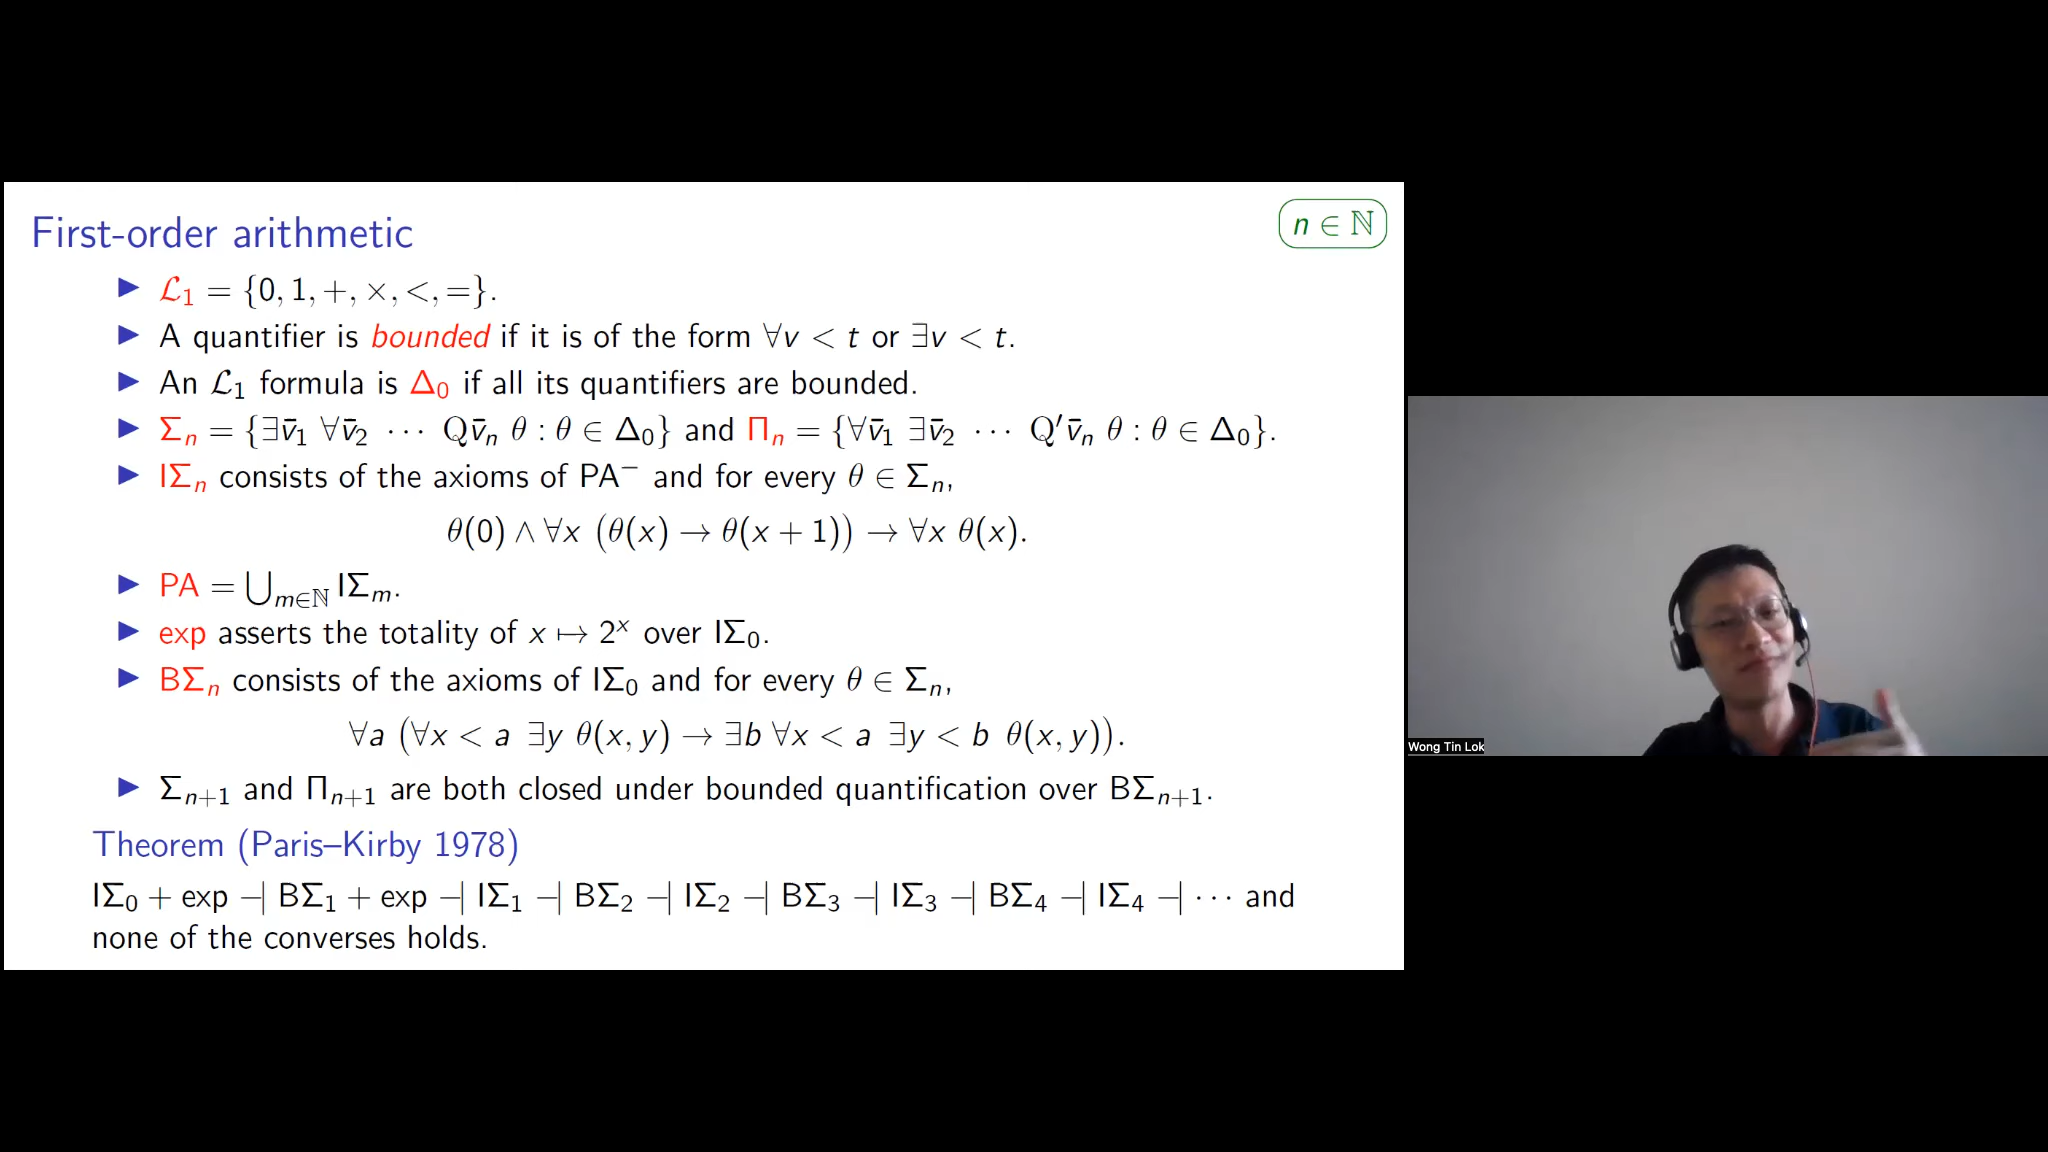 First-order arithmetic
n ∈ ℕ
▶ ℒ₁ = {0, 1, +, ×, <, =}.
▶ A quantifier is bounded if it is of the form ∀v < t or ∃v < t.
▶ An ℒ₁ formula is Δ₀ if all its quantifiers are bounded.
▶ Σₙ = {∃v̄₁ ∀v̄₂ ⋯ Qv̄ₙ θ : θ ∈ Δ₀} and Πₙ = {∀v̄₁ ∃v̄₂ ⋯ Q′v̄ₙ θ : θ ∈ Δ₀}.
▶ IΣₙ consists of the axioms of PA⁻ and for every θ ∈ Σₙ,
θ(0) ∧ ∀x (θ(x) → θ(x + 1)) → ∀x θ(x).
▶ PA = ⋃_{m∈ℕ} IΣₘ.
▶ exp asserts the totality of x ↦ 2ˣ over IΣ₀.
▶ BΣₙ consists of the axioms of IΣ₀ and for every θ ∈ Σₙ,
∀a (∀x < a ∃y θ(x, y) → ∃b ∀x < a ∃y < b θ(x, y)).
▶ Σₙ₊₁ and Πₙ₊₁ are both closed under bounded quantification over BΣₙ₊₁.
Theorem (Paris–Kirby 1978)
IΣ₀ + exp ⊣ BΣ₁ + exp ⊣ IΣ₁ ⊣ BΣ₂ ⊣ IΣ₂ ⊣ BΣ₃ ⊣ IΣ₃ ⊣ BΣ₄ ⊣ IΣ₄ ⊣ ⋯ and
none of the converses holds.
Wong Tin Lok